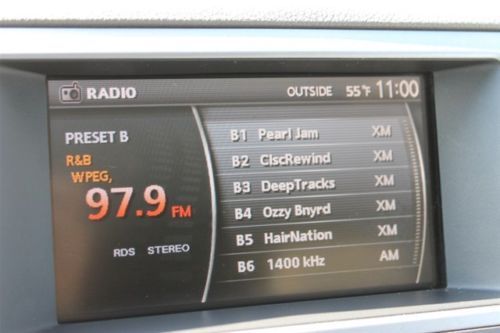 RADIO OUTSIDE 55°F 11:00
PRESET B
R&B
WPEG,
97.9 FM
RDS STEREO
B1 Pearl Jam XM
B2 ClscRewind XM
B3 DeepTracks XM
B4 Ozzy Bnyrd XM
B5 HairNation XM
B6 1400 kHz AM